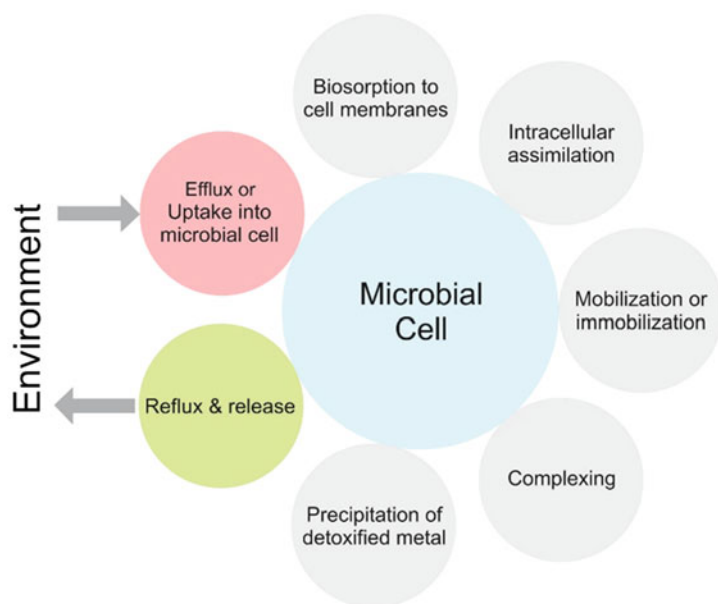 Biosorption to
cell membranes
Intracellular
assimilation
Efflux or
Uptake into
microbial cell
Environment
Microbial
Cell
Mobilization or
immobilization
Reflux & release
Complexing
Precipitation of
detoxified metal